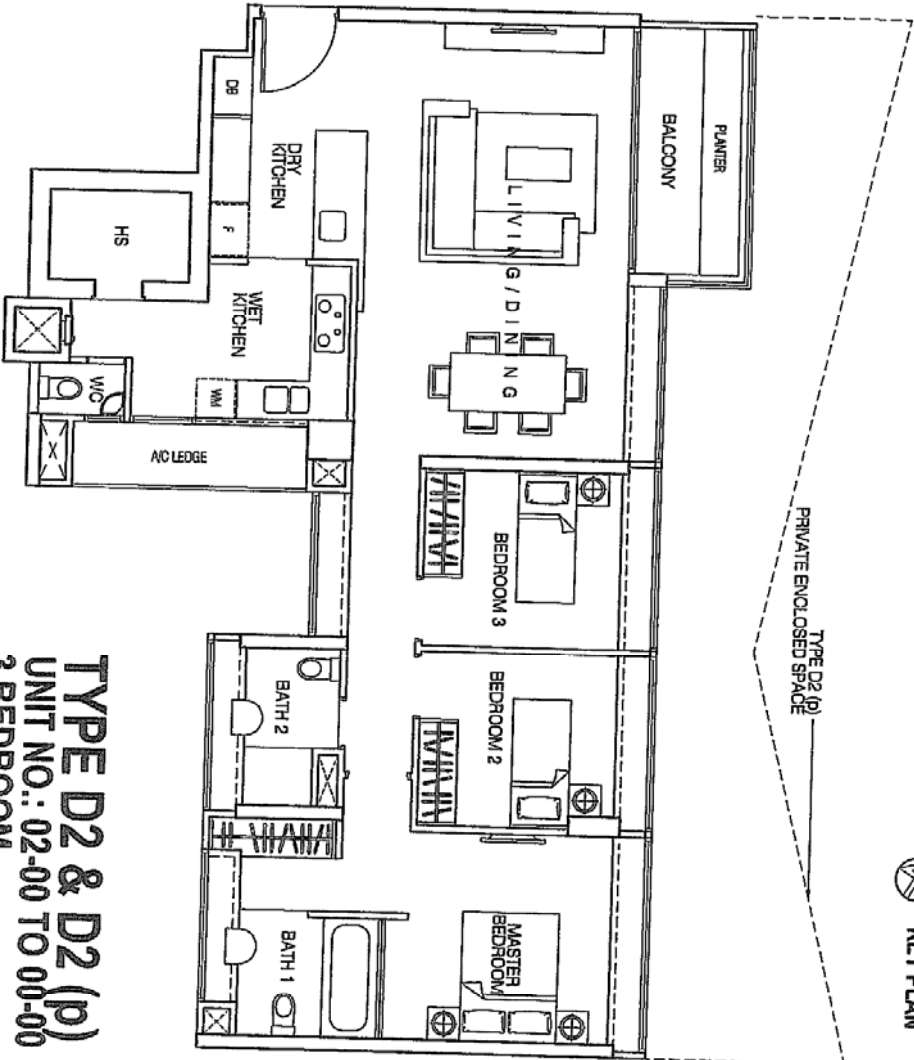 KEY PLAN
TYPE D2 (p)
PRIVATE ENCLOSED SPACE
PLANTER
BALCONY
LIVING/DINING
BEDROOM 3
BEDROOM 2
MASTER
BEDROOM
DRY
KITCHEN
DB
F
HS
WET
KITCHEN
WM
WC
A/C LEDGE
BATH 2
BATH 1
TYPE D2 & D2 (p)
UNIT NO.: 02-00 TO 00-00
BEDROOM